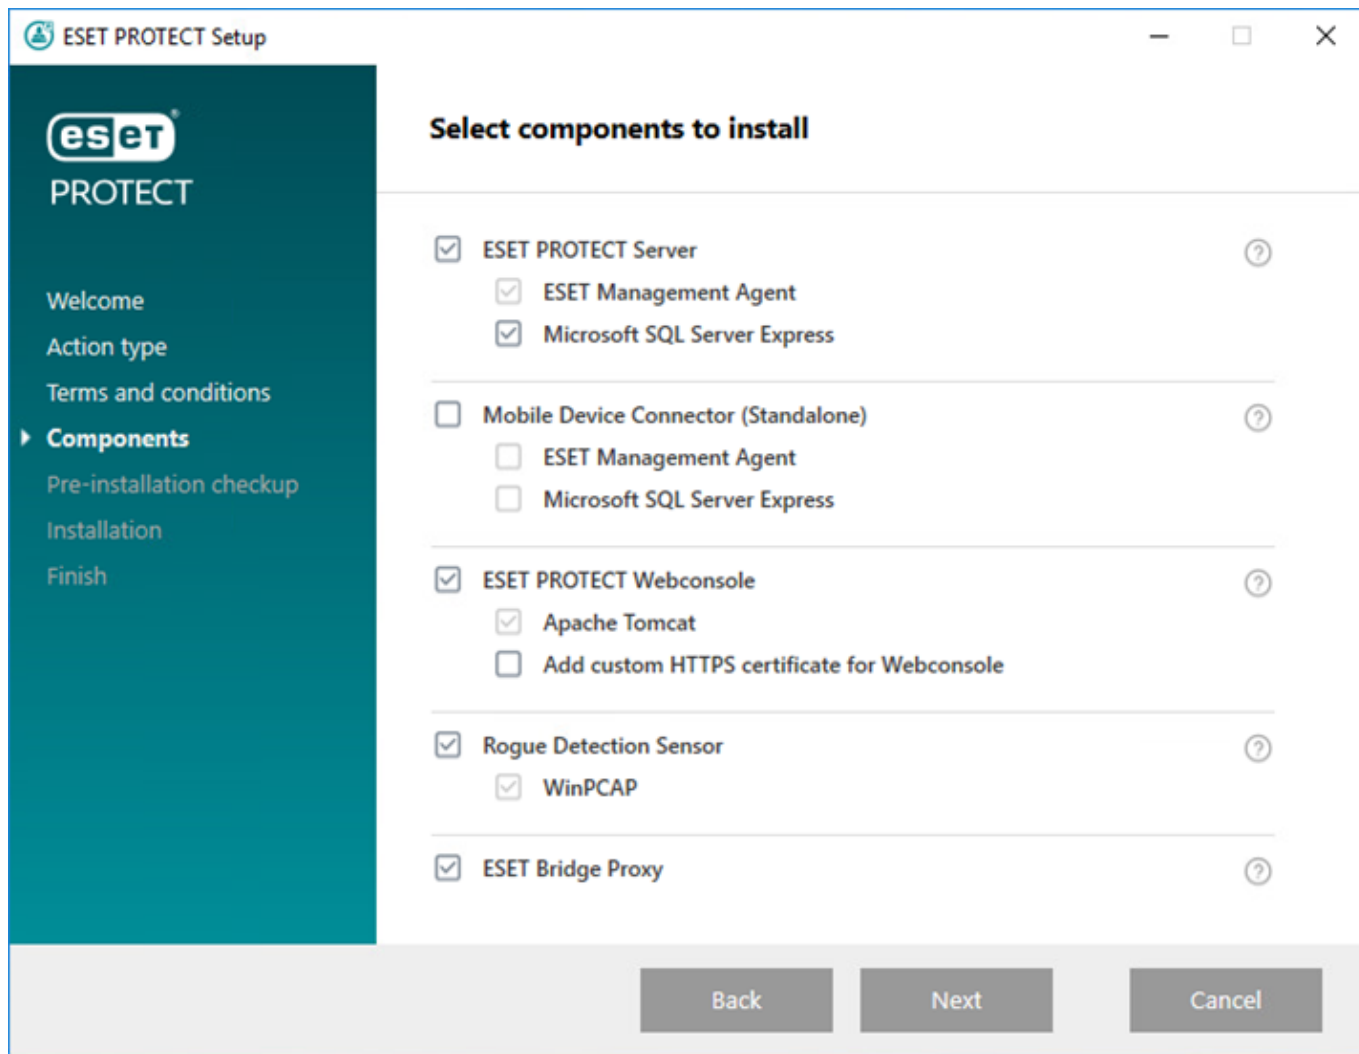 ESET PROTECT Setup
eseT®
PROTECT
Welcome
Action type
Terms and conditions
Components
Pre-installation checkup
Installation
Finish
Select components to install
ESET PROTECT Server
ESET Management Agent
Microsoft SQL Server Express
Mobile Device Connector (Standalone)
ESET Management Agent
Microsoft SQL Server Express
ESET PROTECT Webconsole
Apache Tomcat
Add custom HTTPS certificate for Webconsole
Rogue Detection Sensor
WinPCAP
ESET Bridge Proxy
Back
Next
Cancel